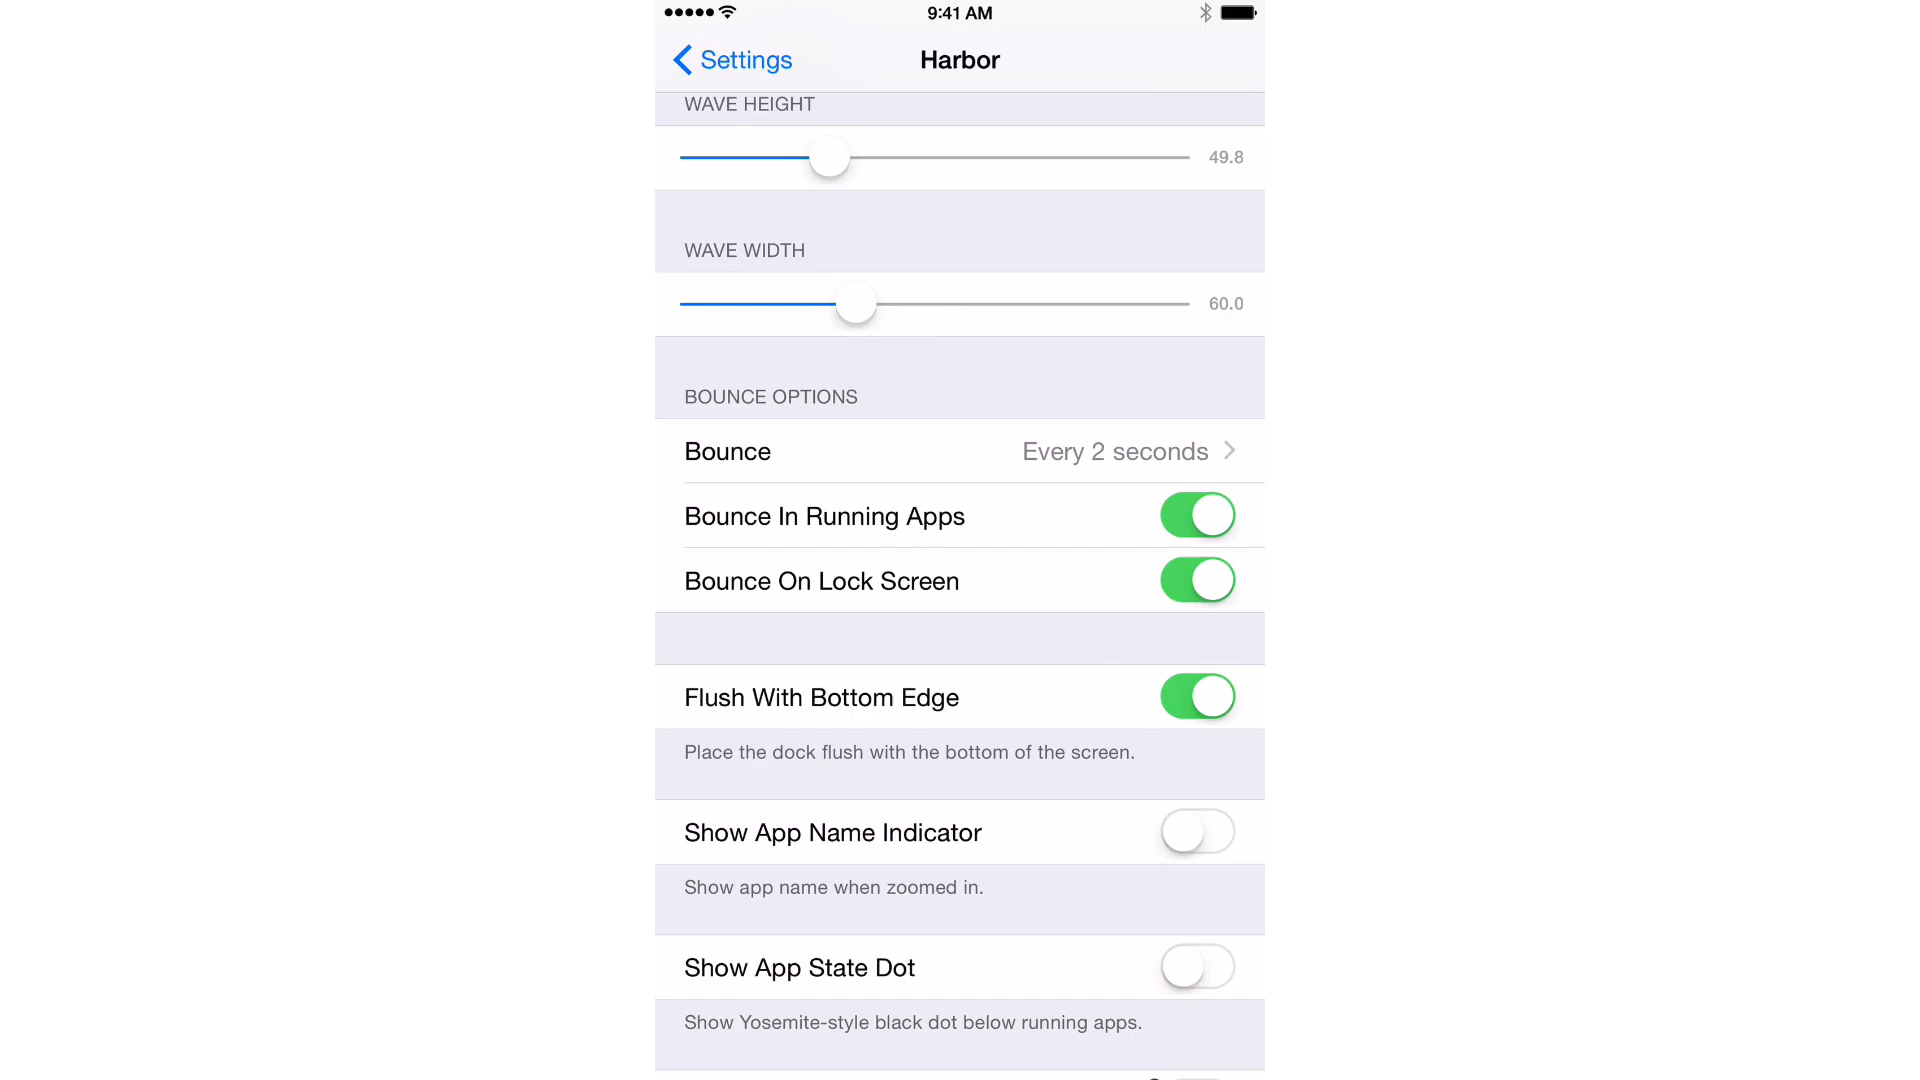 9:41 AM
Settings
Harbor
WAVE HEIGHT
49.8
WAVE WIDTH
60.0
BOUNCE OPTIONS
Bounce
Every 2 seconds
Bounce In Running Apps
Bounce On Lock Screen
Flush With Bottom Edge
Place the dock flush with the bottom of the screen.
Show App Name Indicator
Show app name when zoomed in.
Show App State Dot
Show Yosemite-style black dot below running apps.